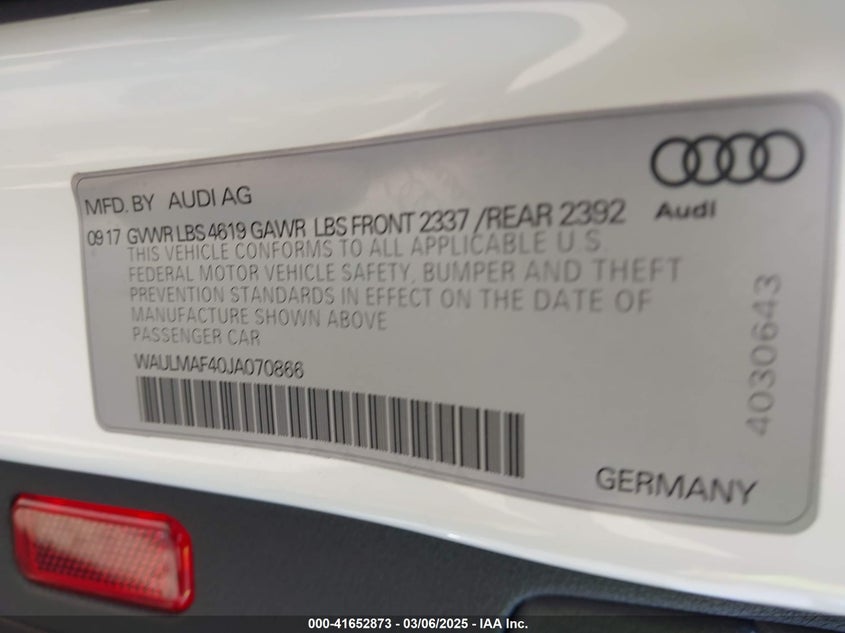 MFD. BY AUDI AG
Audi
09 17 GVWR LBS 4619 GAWR LBS FRONT 2337 / REAR 2392
THIS VEHICLE CONFORMS TO ALL APPLICABLE U.S.
FEDERAL MOTOR VEHICLE SAFETY, BUMPER AND THEFT
PREVENTION STANDARDS IN EFFECT ON THE DATE OF
MANUFACTURE SHOWN ABOVE
PASSENGER CAR
WAULMAF40JA070866
4030643
GERMANY
000-41652873 - 03/06/2025 - IAA Inc.